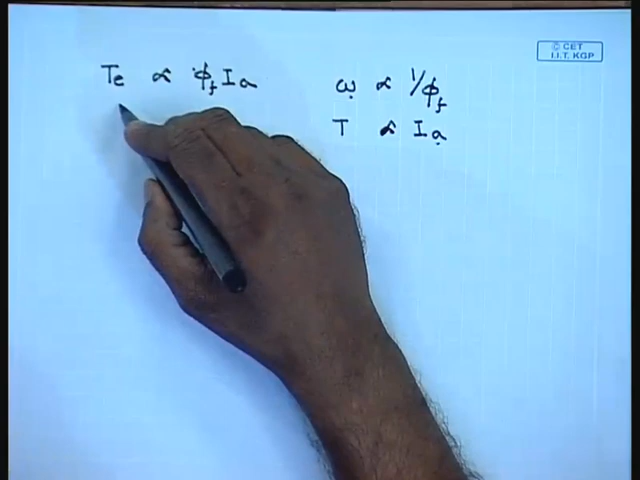 Te ∝ ϕf Ia
ω ∝ 1/ϕf
T ∝ Ia
© CET
I.I.T. KGP